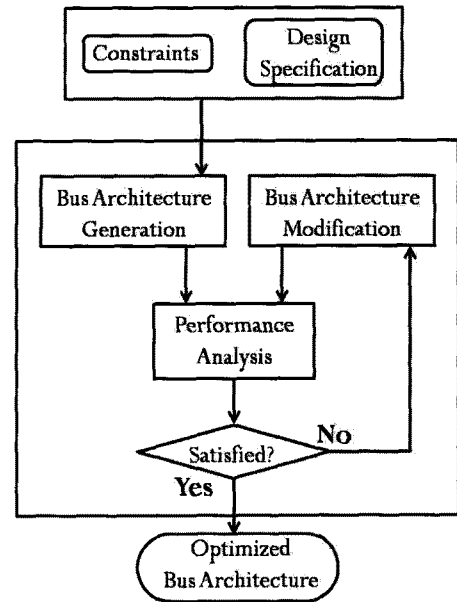 Constraints
Design
Specification
Bus Architecture
Generation
Bus Architecture
Modification
Performance
Analysis
Satisfied?
No
Yes
Optimized
Bus Architecture